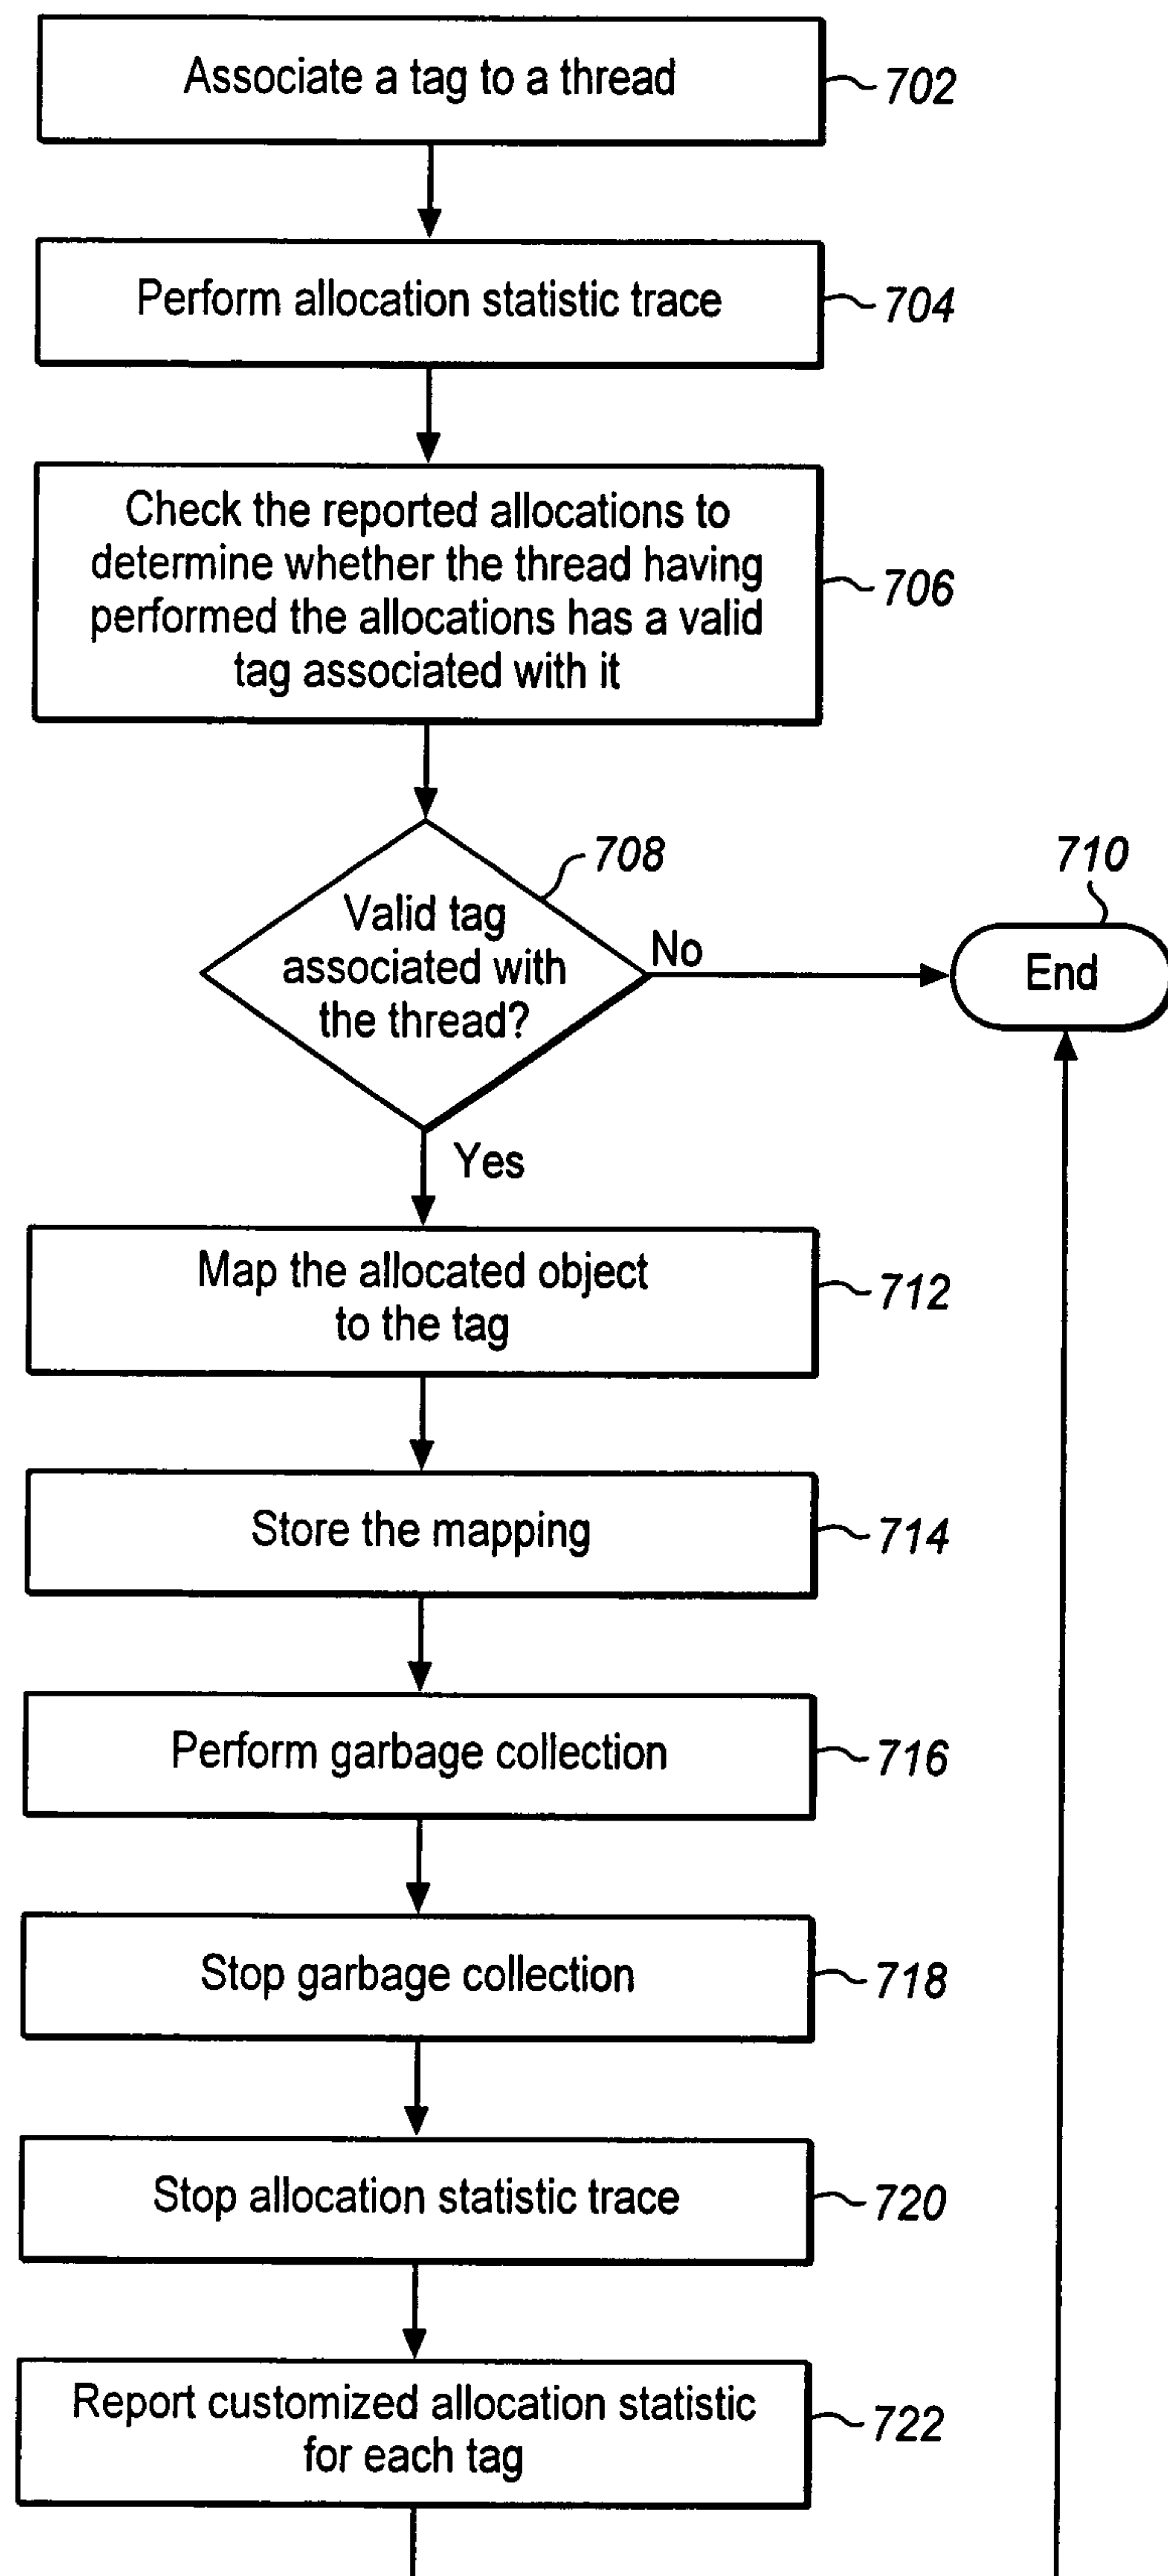 Associate a tag to a thread
702
Perform allocation statistic trace
704
Check the reported allocations to
determine whether the thread having
performed the allocations has a valid
tag associated with it
706
708
Valid tag
associated with
the thread?
No
710
End
Yes
Map the allocated object
to the tag
712
Store the mapping
714
Perform garbage collection
716
Stop garbage collection
718
Stop allocation statistic trace
720
Report customized allocation statistic
for each tag
722